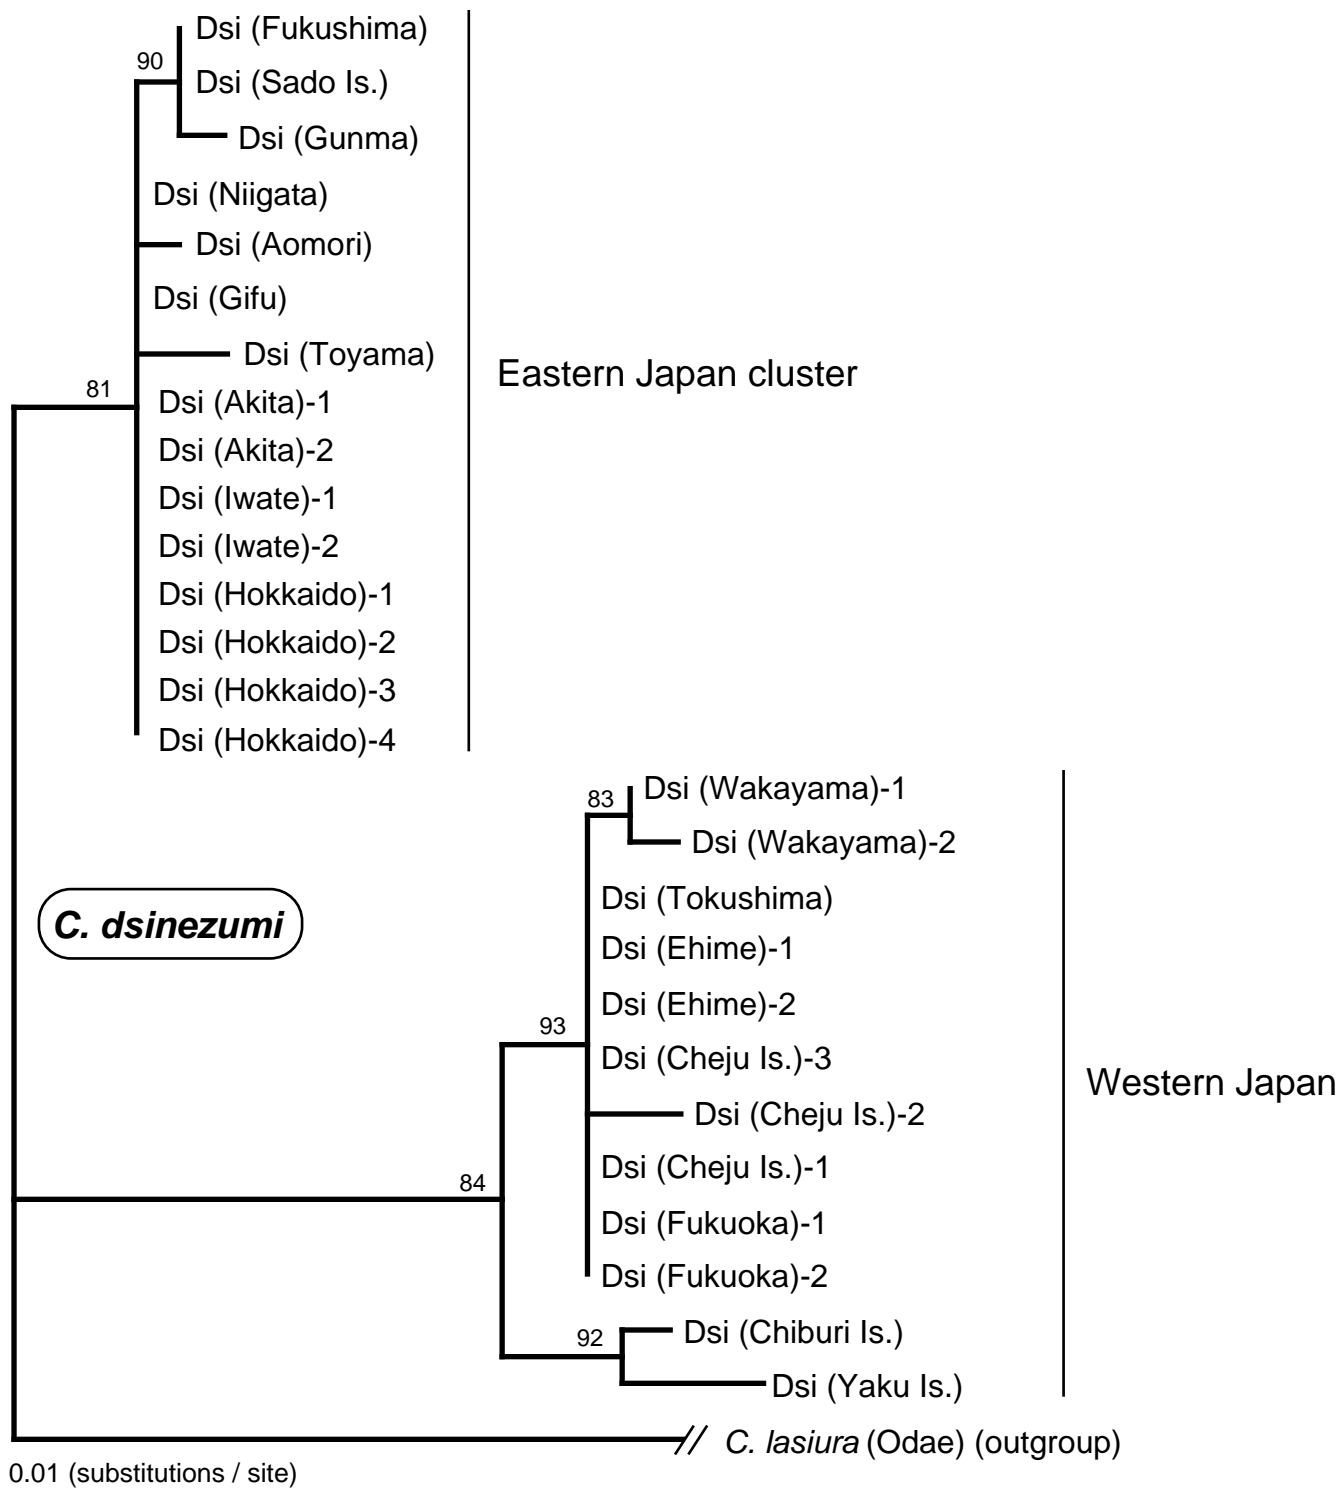 Dsi (Fukushima)
90
Dsi (Sado Is.)
Dsi (Gunma)
Dsi (Niigata)
Dsi (Aomori)
Dsi (Gifu)
Dsi (Toyama)
Eastern Japan cluster
81
Dsi (Akita)-1
Dsi (Akita)-2
Dsi (Iwate)-1
Dsi (Iwate)-2
Dsi (Hokkaido)-1
Dsi (Hokkaido)-2
Dsi (Hokkaido)-3
Dsi (Hokkaido)-4
83
Dsi (Wakayama)-1
Dsi (Wakayama)-2
Dsi (Tokushima)
C. dsinezumi
Dsi (Ehime)-1
Dsi (Ehime)-2
93
Dsi (Cheju Is.)-3
Western Japan
Dsi (Cheju Is.)-2
Dsi (Cheju Is.)-1
84
Dsi (Fukuoka)-1
Dsi (Fukuoka)-2
92
Dsi (Chiburi Is.)
Dsi (Yaku Is.)
C. lasiura (Odae) (outgroup)
0.01 (substitutions / site)